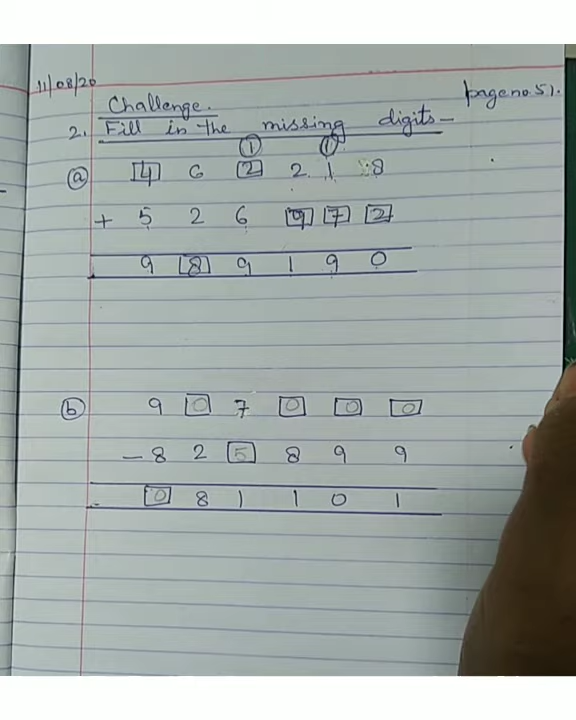 11/08/20
page no 51.
Challenge.
2. Fill in the missing digits-
1 1
a 4 6 2 2 1 8
+ 5 2 6 9 7 2
9 8 9 1 9 0
b 9 0 7 0 0 0
- 8 2 5 8 9 9
0 8 1 1 0 1